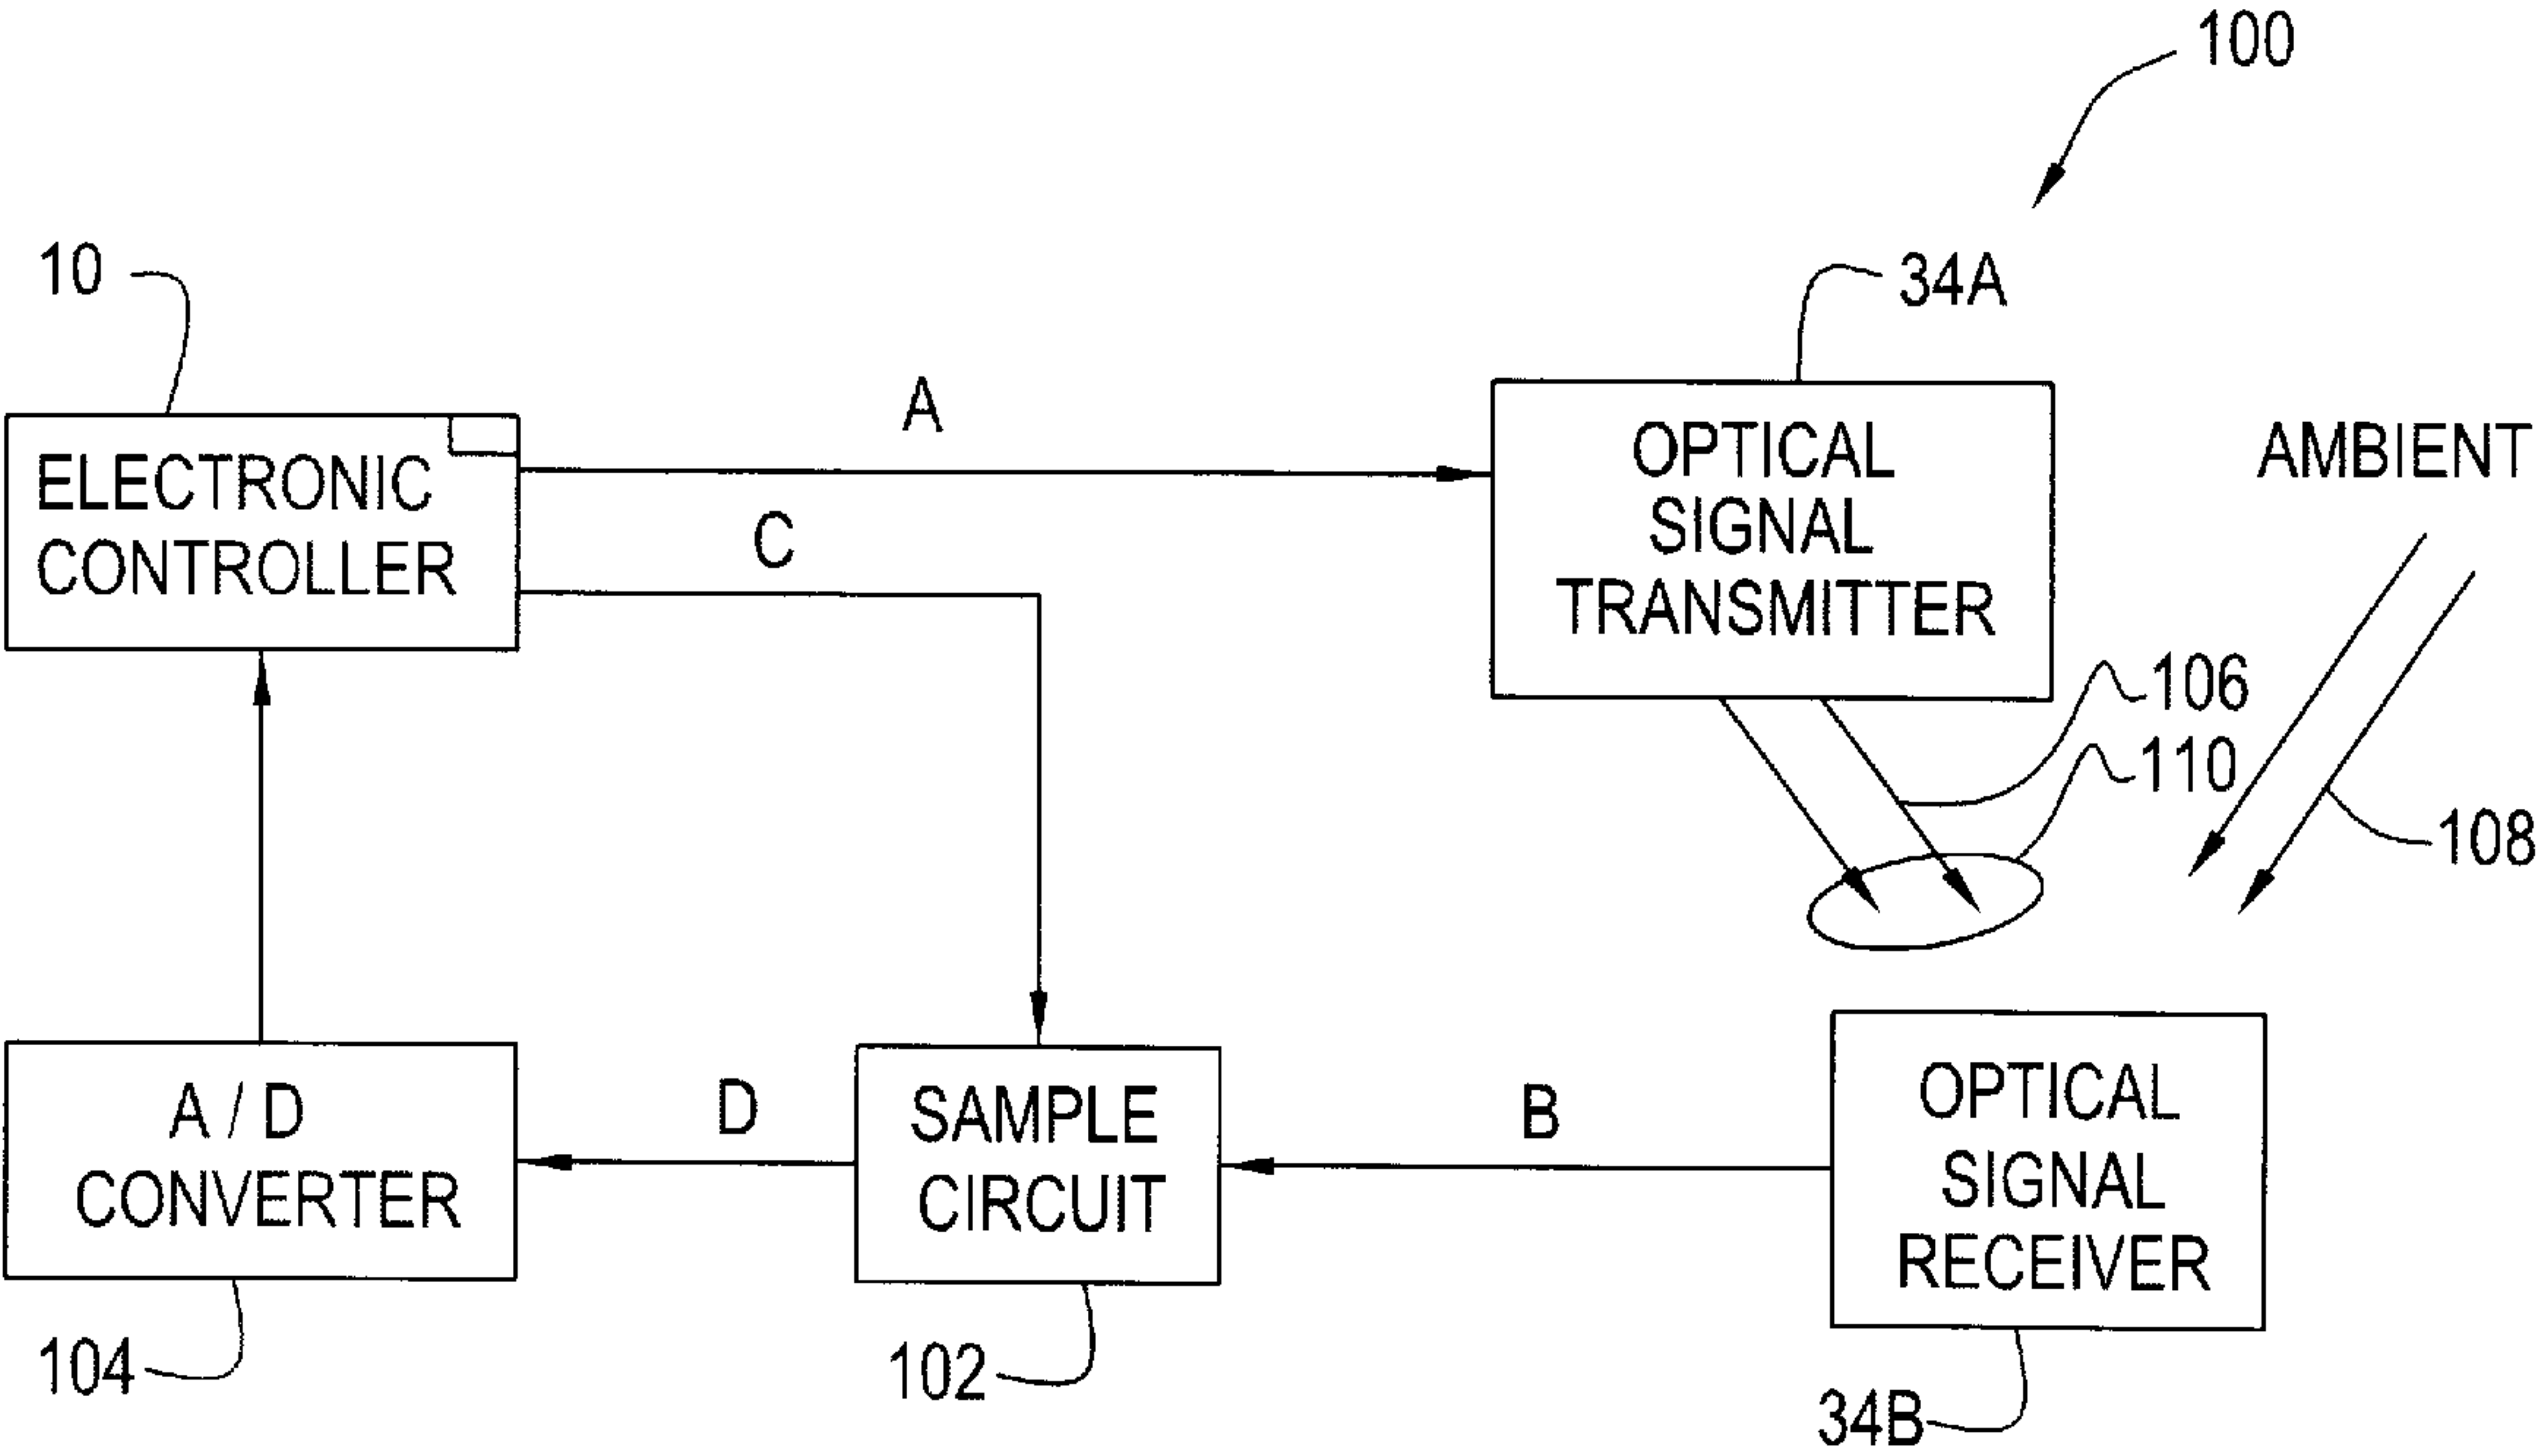 100
10
34A
A
ELECTRONIC
CONTROLLER
C
OPTICAL
SIGNAL
TRANSMITTER
AMBIENT
106
110
108
A / D
CONVERTER
D
SAMPLE
CIRCUIT
B
OPTICAL
SIGNAL
RECEIVER
104
102
34B